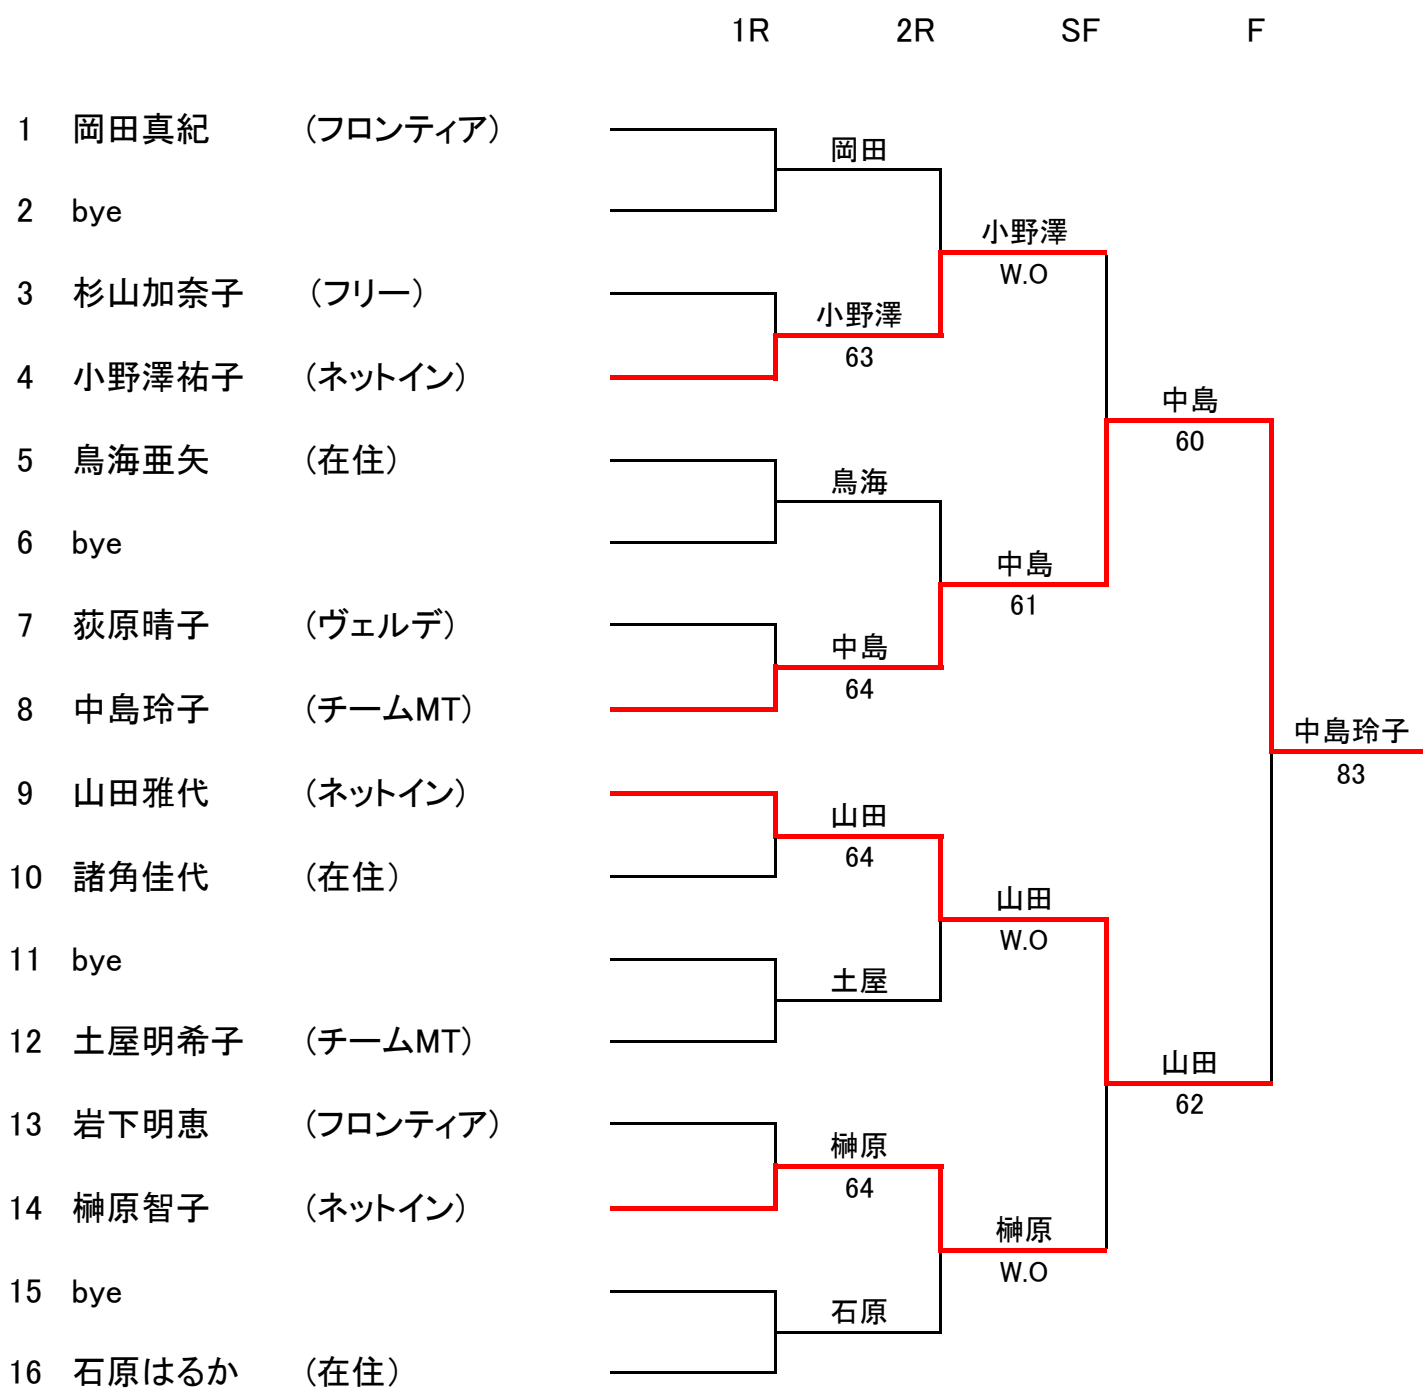 1R 2R SF F
1 岡田真紀 (フロンティア)
岡田
2 bye
小野澤
W.O
3 杉山加奈子 (フリー)
小野澤
63
4 小野澤祐子 (ネットイン)
中島
60
5 鳥海亜矢 (在住)
鳥海
6 bye
中島
61
7 荻原晴子 (ヴェルデ)
中島
64
8 中島玲子 (チームMT)
中島玲子
83
9 山田雅代 (ネットイン)
山田
64
10 諸角佳代 (在住)
山田
W.O
11 bye
土屋
12 土屋明希子 (チームMT)
山田
62
13 岩下明恵 (フロンティア)
榊原
64
14 榊原智子 (ネットイン)
榊原
W.O
15 bye
石原
16 石原はるか (在住)